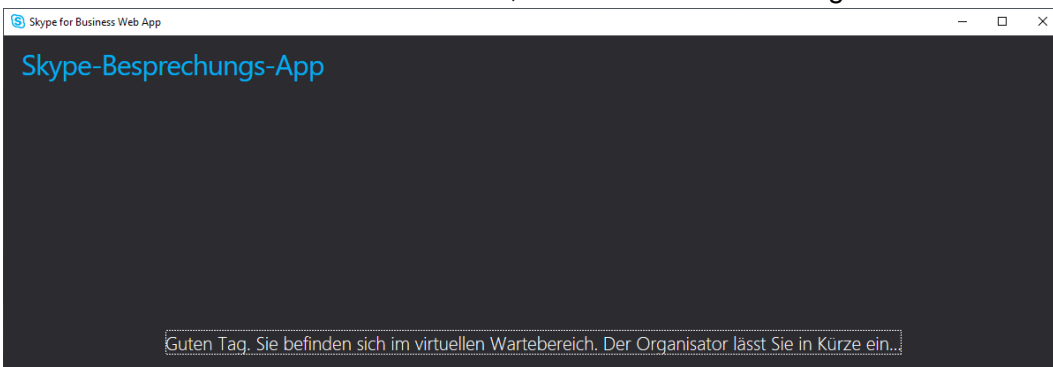 Skype for Business Web App
Skype-Besprechungs-App
Guten Tag. Sie befinden sich im virtuellen Wartebereich. Der Organisator lässt Sie in Kürze ein...